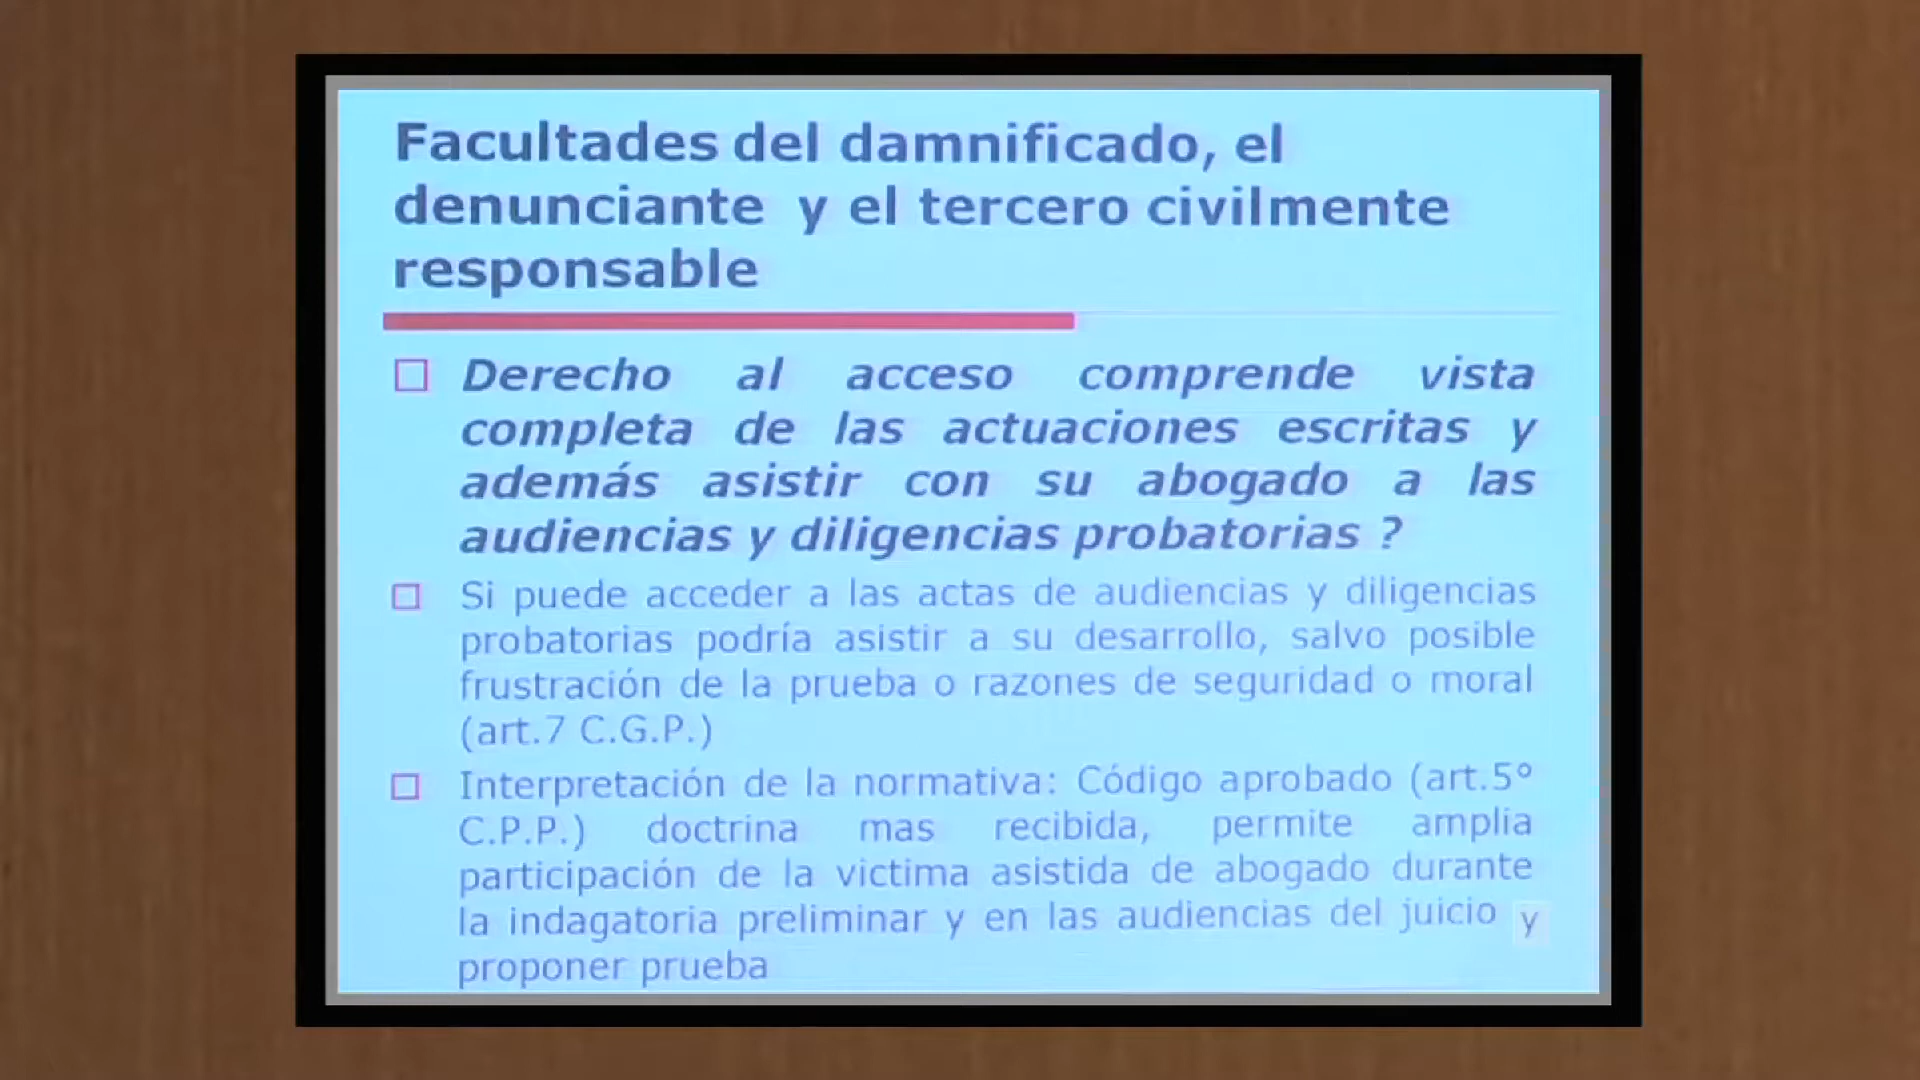 Facultades del damnificado, el
denunciante y el tercero civilmente
responsable
Derecho al acceso comprende vista
completa de las actuaciones escritas y
además asistir con su abogado a las
audiencias y diligencias probatorias ?
Si puede acceder a las actas de audiencias y diligencias
probatorias podría asistir a su desarrollo, salvo posible
frustración de la prueba o razones de seguridad o moral
(art.7 C.G.P.)
Interpretación de la normativa: Código aprobado (art.5º
C.P.P.) doctrina mas recibida, permite amplia
participación de la victima asistida de abogado durante
la indagatoria preliminar y en las audiencias del juicio y
proponer prueba